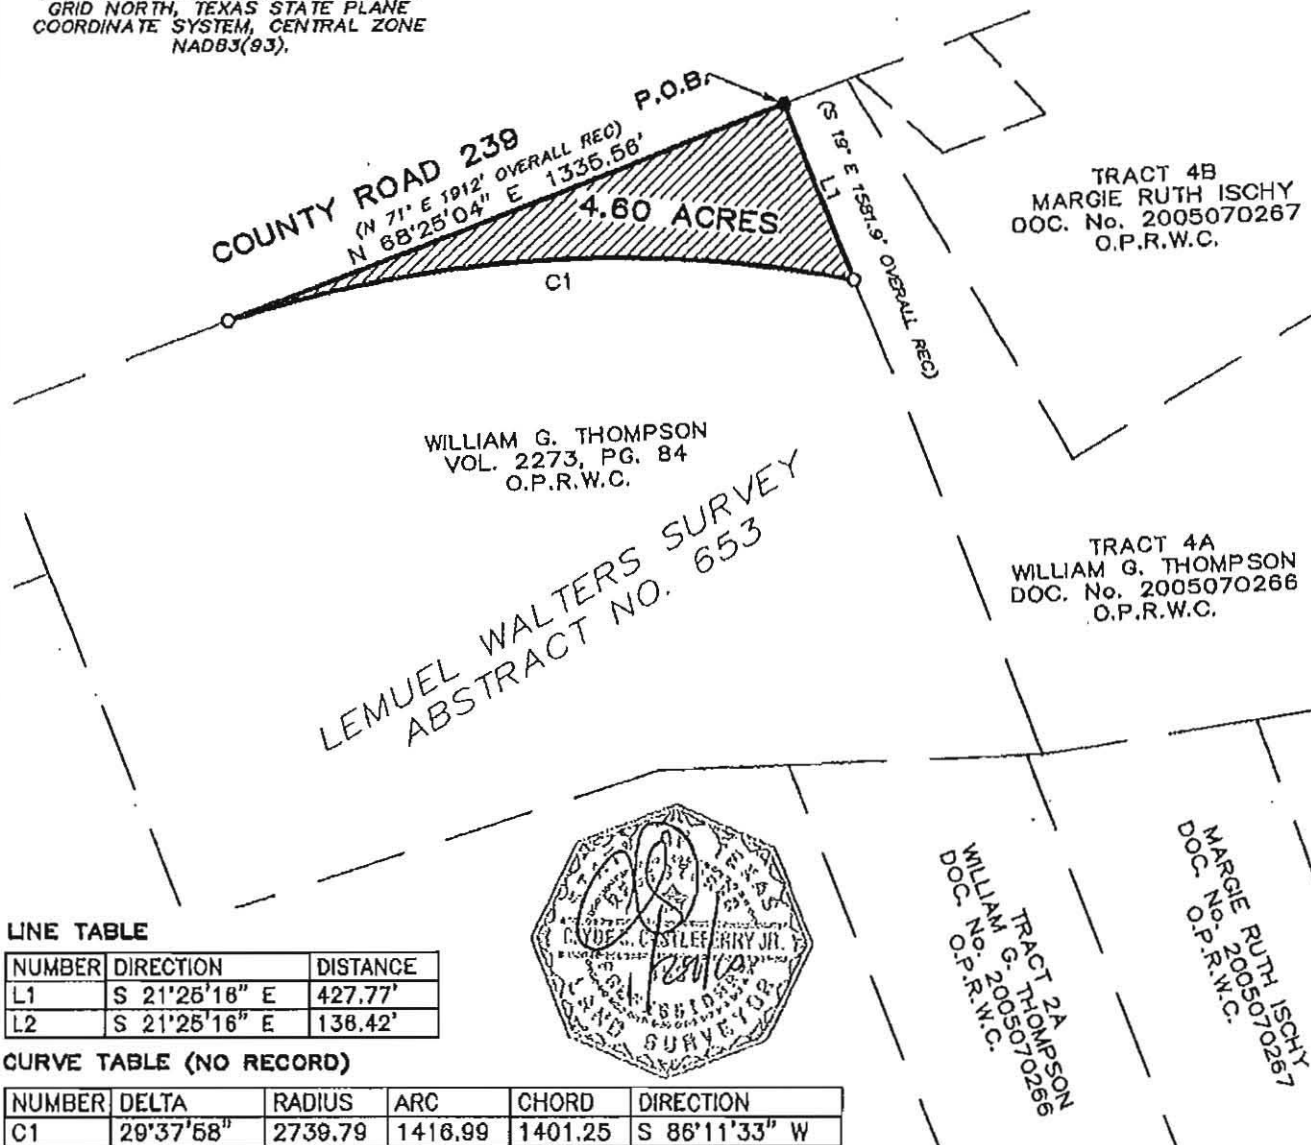 GRID NORTH, TEXAS STATE PLANE
COORDINATE SYSTEM, CENTRAL ZONE
NAD83(93).
P.O.B.
COUNTY ROAD 239
(N 71° E 1912' OVERALL REC)
N 68°25'04" E 1335.56'
4.60 ACRES
L1
(S 19° E 1581.9' OVERALL REC)
C1
TRACT 4B
MARGIE RUTH ISCHY
DOC. No. 2005070267
O.P.R.W.C.
WILLIAM G. THOMPSON
VOL. 2273, PG. 84
O.P.R.W.C.
LEMUEL WALTERS SURVEY
ABSTRACT NO. 653
TRACT 4A
WILLIAM G. THOMPSON
DOC. No. 2005070266
O.P.R.W.C.
TRACT 2A
WILLIAM G. THOMPSON
DOC. No. 2005070266
O.P.R.W.C.
MARGIE RUTH ISCHY
DOC. No. 2005070267
O.P.R.W.C.
CLYDE C. CASTLEBERRY JR.
LAND SURVEYOR
LINE TABLE
NUMBER DIRECTION DISTANCE
L1 S 21°25'16" E 427.77'
L2 S 21°25'16" E 136.42'
CURVE TABLE (NO RECORD)
NUMBER DELTA RADIUS ARC CHORD DIRECTION
C1 29°37'58" 2739.79 1416.99 1401.25 S 86°11'33" W